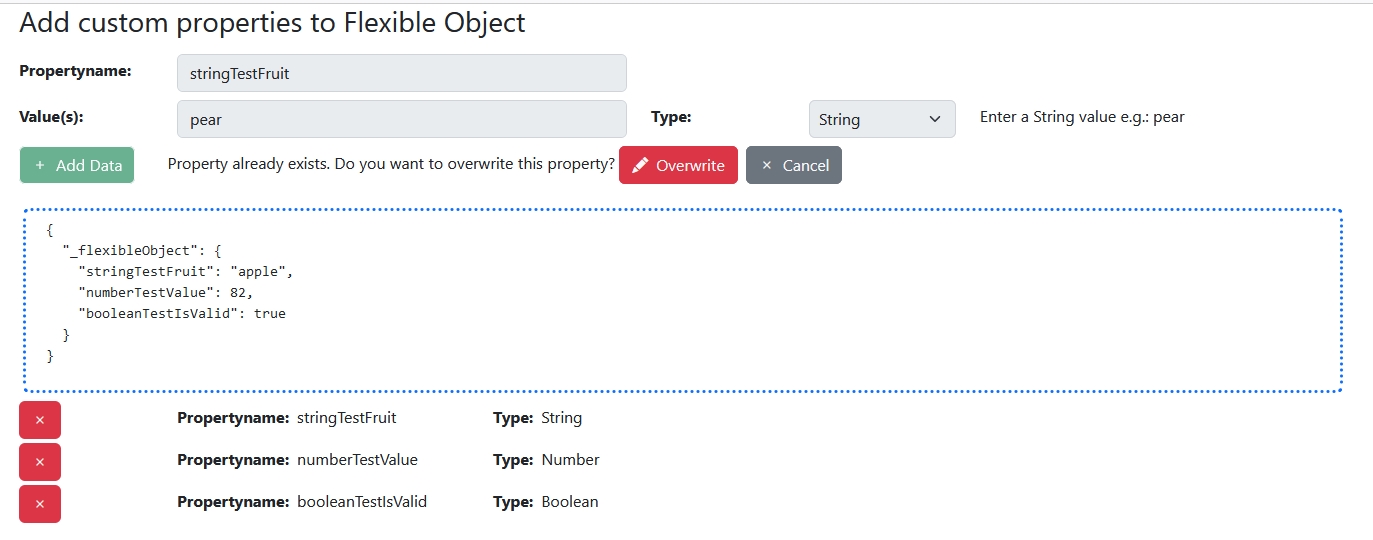 Add custom properties to Flexible Object
Propertyname: stringTestFruit
Value(s): pear Type: String Enter a String value e.g.: pear
+ Add Data Property already exists. Do you want to overwrite this property? Overwrite × Cancel
{
  "_flexibleObject": {
    "stringTestFruit": "apple",
    "numberTestValue": 82,
    "booleanTestIsValid": true
  }
}
× Propertyname: stringTestFruit Type: String
× Propertyname: numberTestValue Type: Number
× Propertyname: booleanTestIsValid Type: Boolean